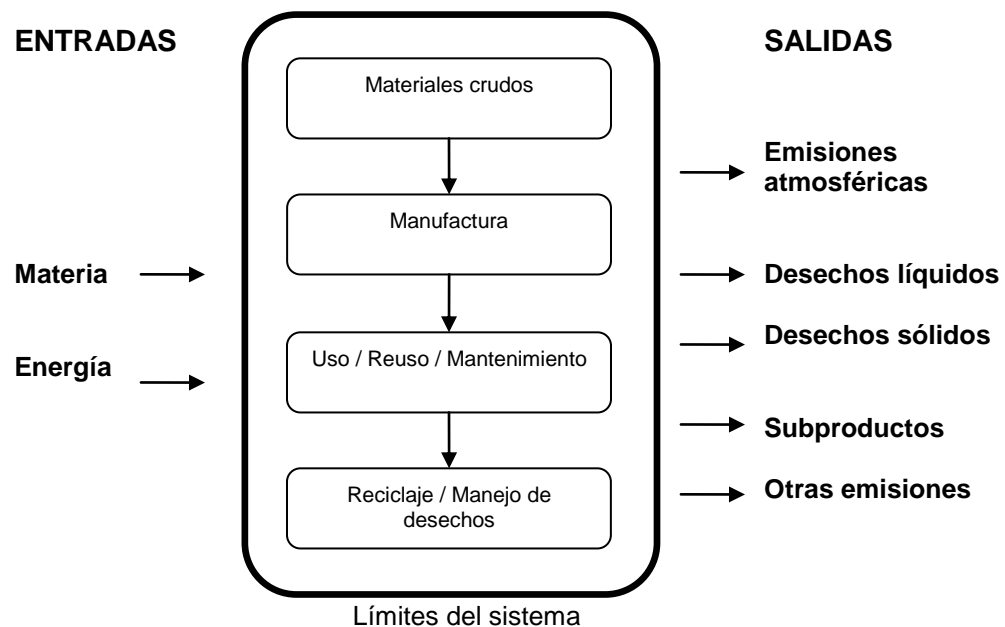 ENTRADAS
Materia
Energía
Materiales crudos
Manufactura
Uso / Reuso / Mantenimiento
Reciclaje / Manejo de
desechos
Límites del sistema
SALIDAS
Emisiones
atmosféricas
Desechos líquidos
Desechos sólidos
Subproductos
Otras emisiones